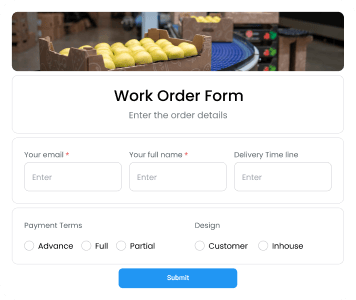 Work Order Form
Enter the order details
Your email *
Your full name *
Delivery Time line
Enter
Enter
Enter
Payment Terms
Design
Advance
Full
Partial
Customer
Inhouse
Submit